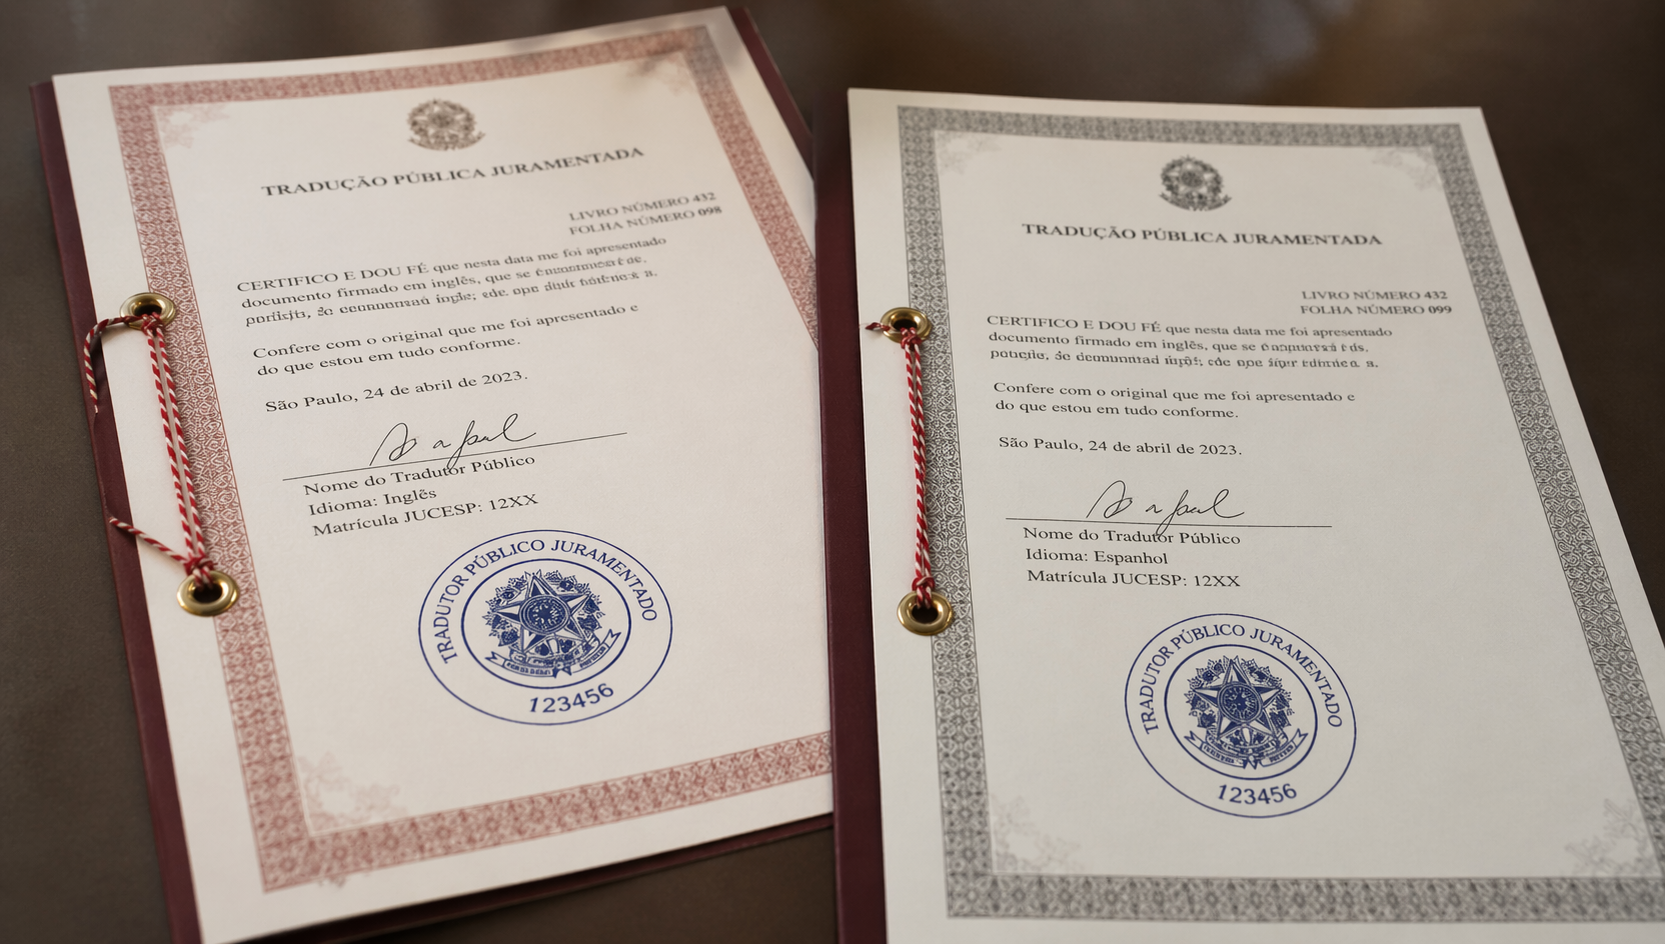 TRADUÇÃO PÚBLICA JURAMENTADA
LIVRO NÚMERO 432
FOLHA NÚMERO 098
CERTIFICO E DOU FÉ que nesta data me foi apresentado
documento firmado em inglês, que se
Confere com o original que me foi apresentado e
do que estou em tudo conforme.
São Paulo, 24 de abril de 2023.
Nome do Tradutor Público
Idioma: Inglês
Matrícula JUCESP: 12XX
TRADUTOR PÚBLICO JURAMENTADO
123456
TRADUÇÃO PÚBLICA JURAMENTADA
LIVRO NÚMERO 432
FOLHA NÚMERO 099
CERTIFICO E DOU FÉ que nesta data me foi apresentado
documento firmado em inglês, que se
Confere com o original que me foi apresentado e
do que estou em tudo conforme.
São Paulo, 24 de abril de 2023.
Nome do Tradutor Público
Idioma: Espanhol
Matrícula JUCESP: 12XX
TRADUTOR PÚBLICO JURAMENTADO
123456